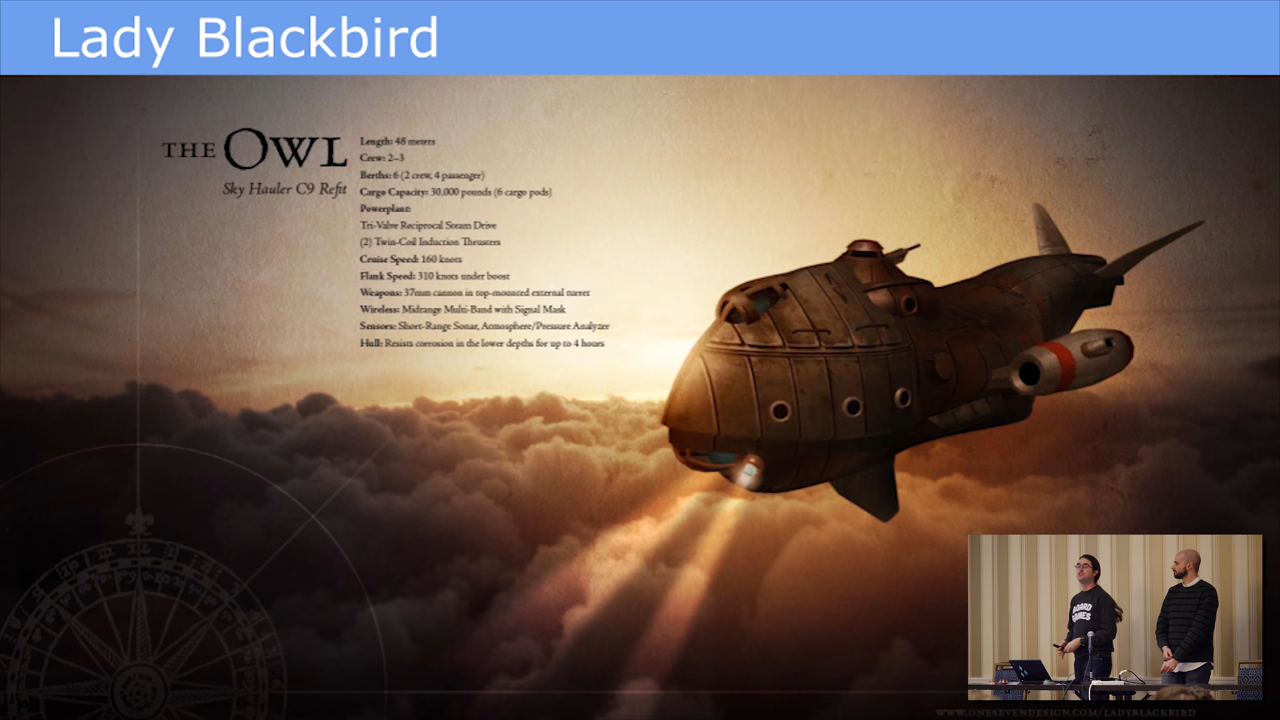 Lady Blackbird
THE OWL
Sky Hauler C9 Refit
Length: 48 meters
Crew: 2–3
Berths: 6 (2 crew, 4 passenger)
Cargo Capacity: 30,000 pounds (6 cargo pods)
Powerplant:
Tri-Valve Reciprocal Steam Drive
(2) Twin-Coil Induction Thrusters
Cruise Speed: 160 knots
Flank Speed: 310 knots under boost
Weapons: 37mm cannon in top-mounted external turret
Wireless: Midrange Multi-Band with Signal Mask
Sensors: Short-Range Sonar, Atmosphere/Pressure Analyzer
Hull: Resists corrosion in the lower depths for up to 4 hours
BOARD
GAMES
WWW.ONESEVENDESIGN.COM/LADYBLACKBIRD